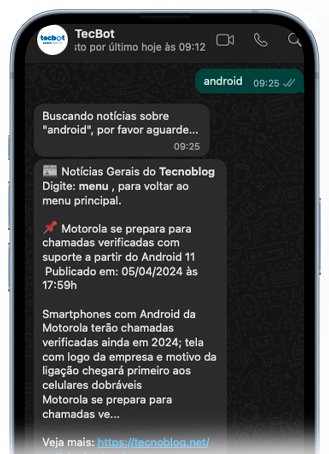 TecBot
sto por último hoje às 09:12
tecbot
android
09:25
Buscando notícias sobre
"android", por favor aguarde...
09:25
📰 Notícias Gerais do Tecnoblog
Digite: menu , para voltar ao
menu principal.
📌 Motorola se prepara para
chamadas verificadas com
suporte a partir do Android 11
Publicado em: 05/04/2024 às
17:59h
Smartphones com Android da
Motorola terão chamadas
verificadas ainda em 2024; tela
com logo da empresa e motivo da
ligação chegará primeiro aos
celulares dobráveis
Motorola se prepara para
chamadas ve...
Veja mais: https://tecnoblog.net/